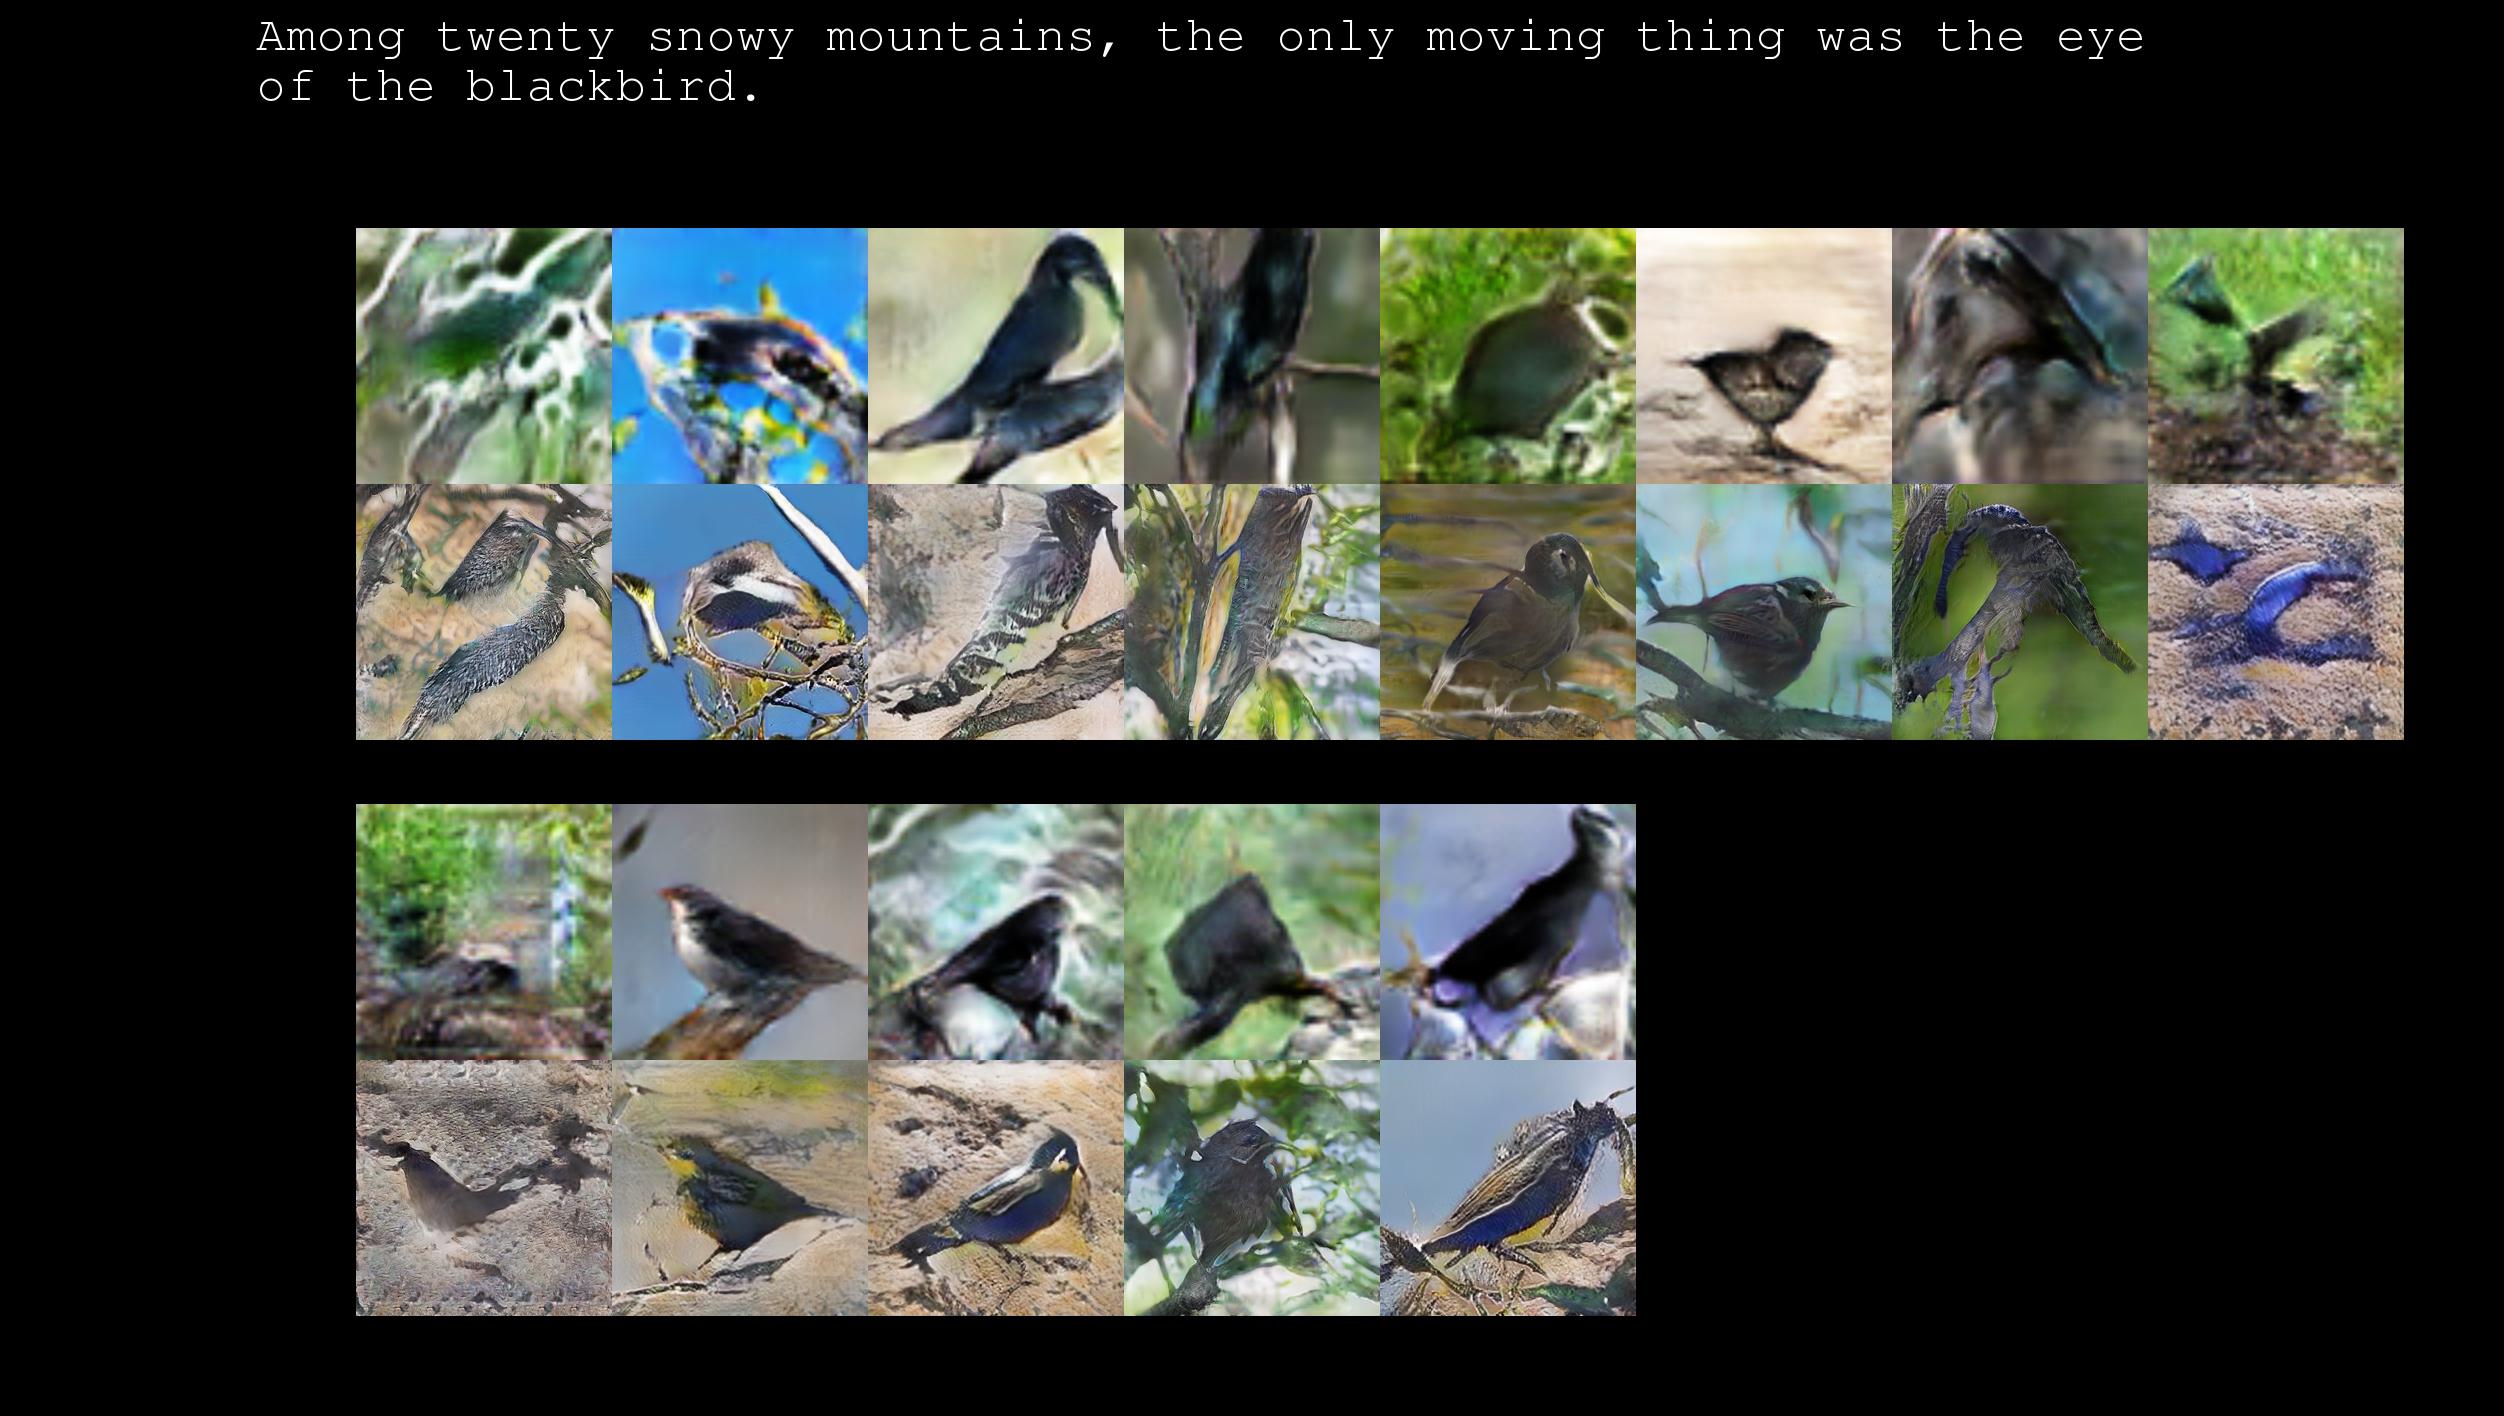 Among twenty snowy mountains, the only moving thing was the eye
of the blackbird.